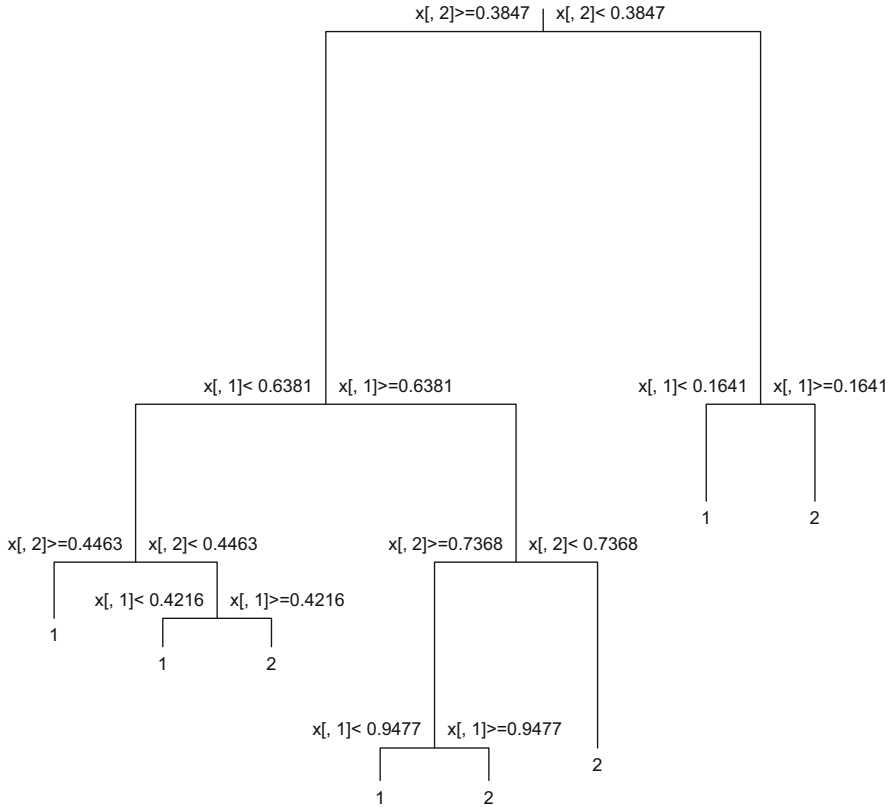 x[, 2]>=0.3847 x[, 2]< 0.3847
x[, 1]< 0.6381 x[, 1]>=0.6381 x[, 1]< 0.1641 x[, 1]>=0.1641
1 2
x[, 2]>=0.4463 x[, 2]< 0.4463 x[, 2]>=0.7368 x[, 2]< 0.7368
x[, 1]< 0.4216 x[, 1]>=0.4216
1
1 2
x[, 1]< 0.9477 x[, 1]>=0.9477
2
1 2